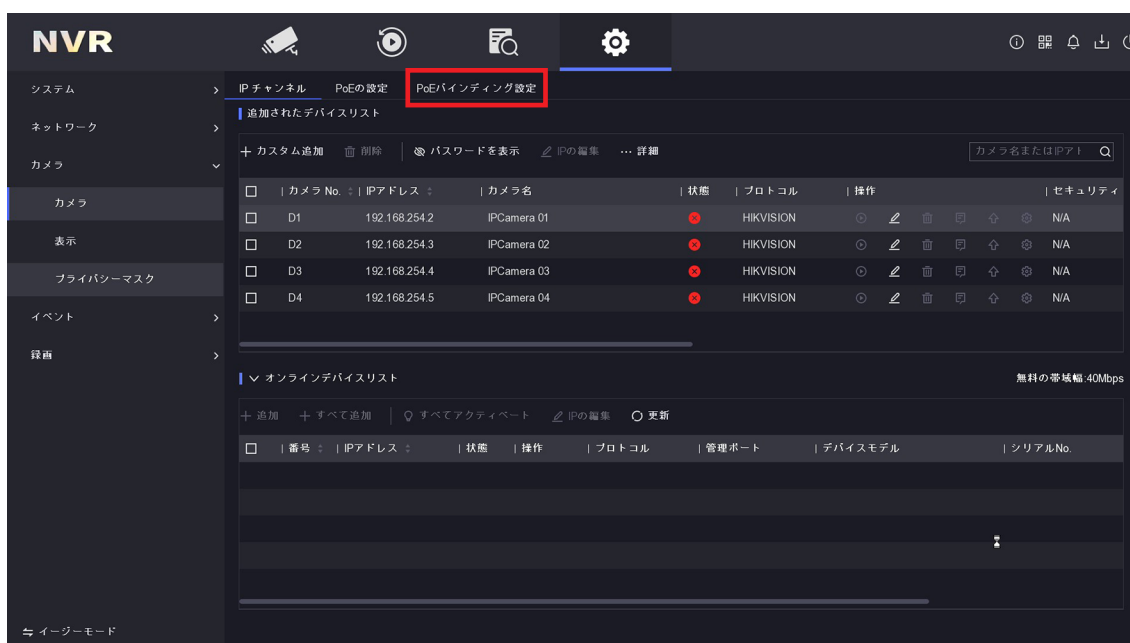 NVR
システム
ネットワーク
カメラ
カメラ
表示
プライバシーマスク
イベント
録画
イージーモード
IPチャンネル PoEの設定 PoEバインディング設定
追加されたデバイスリスト
カスタム追加 削除 パスワードを表示 IPの編集 ... 詳細 カメラ名またはIPアト
カメラ No. IPアドレス カメラ名 状態 プロトコル 操作 セキュリティ
D1 192.168.254.2 IPCamera 01 HIKVISION N/A
D2 192.168.254.3 IPCamera 02 HIKVISION N/A
D3 192.168.254.4 IPCamera 03 HIKVISION N/A
D4 192.168.254.5 IPCamera 04 HIKVISION N/A
オンラインデバイスリスト 無料の帯域幅:40Mbps
追加 すべて追加 すべてアクティベート IPの編集 更新
番号 IPアドレス 状態 操作 プロトコル 管理ポート デバイスモデル シリアルNo.